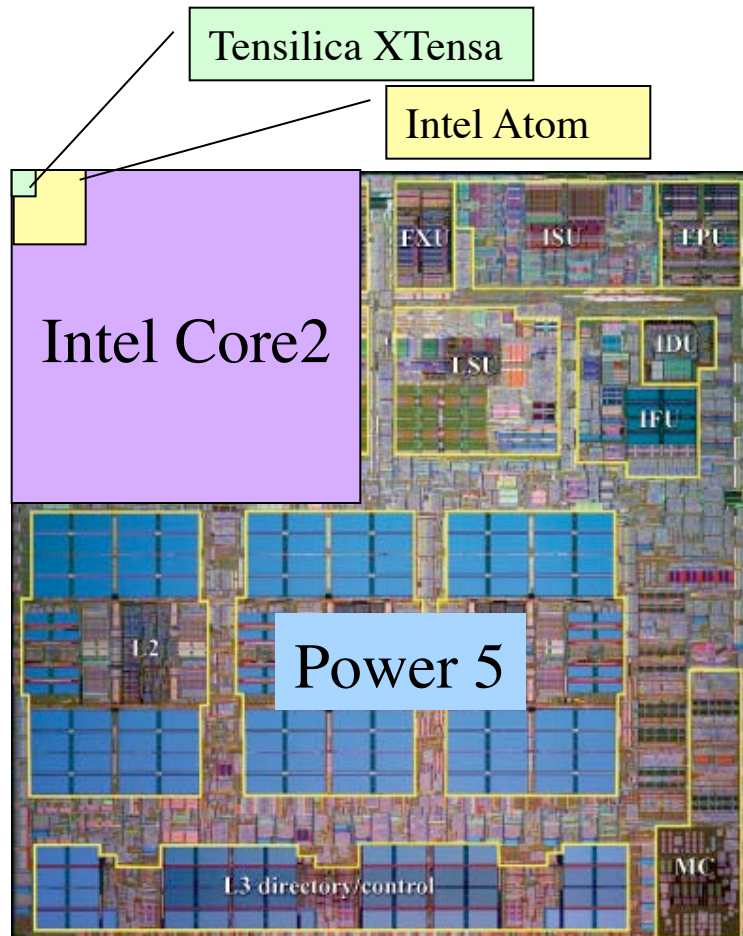 Tensilica XTensa
Intel Atom
FXU
ISU
FPU
Intel Core2
LSU
IDU
IFU
L2
Power 5
MC
L3 directory/control